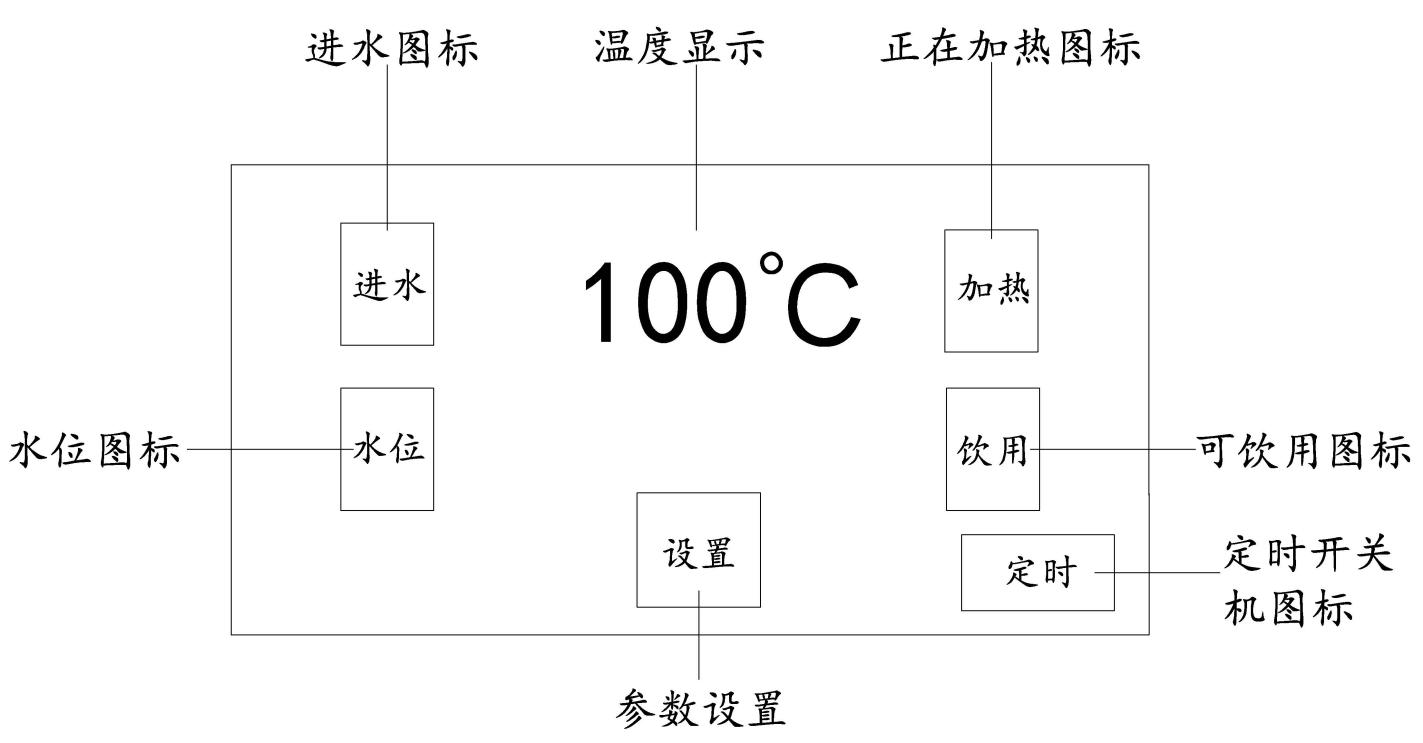 进水图标
温度显示
正在加热图标
进水
100°C
加热
水位图标
水位
饮用
可饮用图标
设置
定时
定时开关
机图标
参数设置